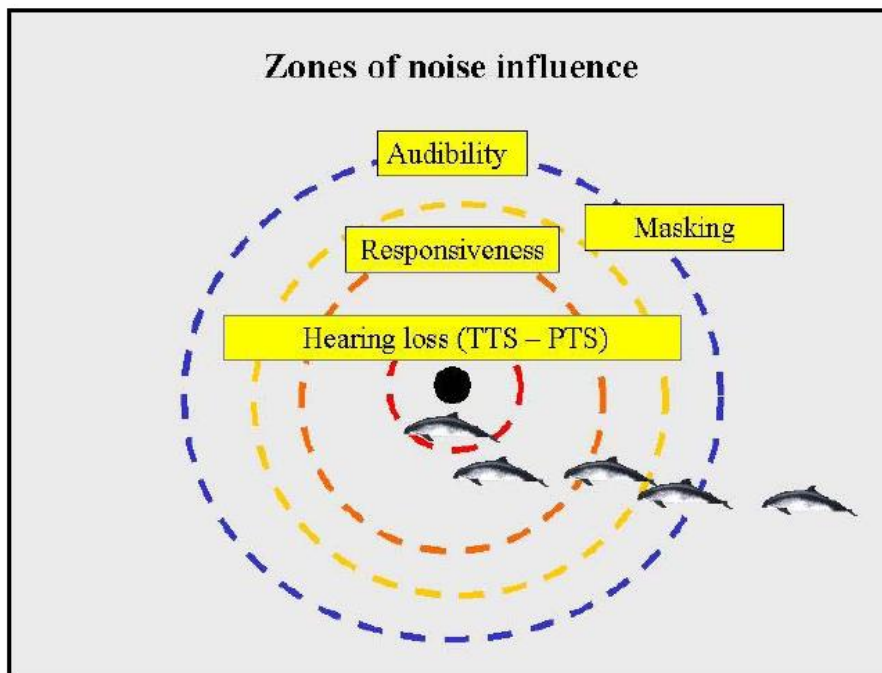 Zones of noise influence
Audibility
Masking
Responsiveness
Hearing loss (TTS – PTS)